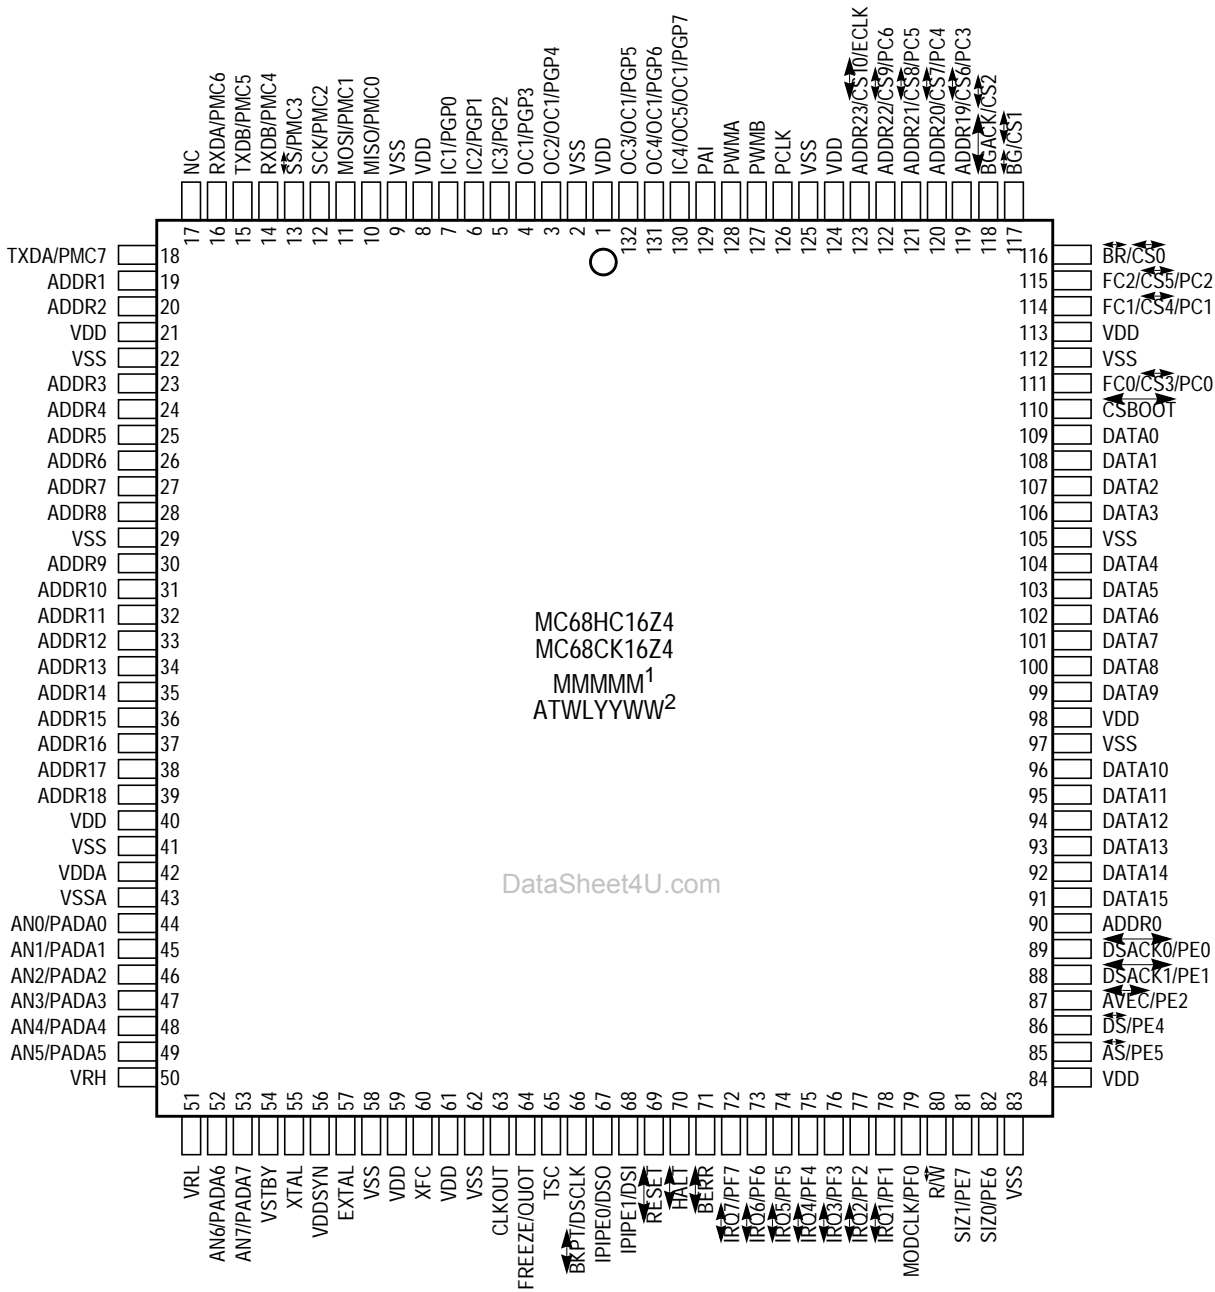 NC
RXDA/PMC6
TXDB/PMC5
RXDB/PMC4
SS/PMC3
SCK/PMC2
MOSI/PMC1
MISO/PMC0
VSS
VDD
IC1/PGP0
IC2/PGP1
IC3/PGP2
OC1/PGP3
OC2/OC1/PGP4
VSS
VDD
OC3/OC1/PGP5
OC4/OC1/PGP6
IC4/OC5/OC1/PGP7
PAI
PWMA
PWMB
PCLK
VSS
VDD
ADDR23/CS10/ECLK
ADDR22/CS9/PC6
ADDR21/CS8/PC5
ADDR20/CS7/PC4
ADDR19/CS6/PC3
BGACK/CS2
BG/CS1
17 16 15 14 13 12 11 10 9 8 7 6 5 4 3 2 1 132 131 130 129 128 127 126 125 124 123 122 121 120 119 118 117
TXDA/PMC7 18
ADDR1 19
ADDR2 20
VDD 21
VSS 22
ADDR3 23
ADDR4 24
ADDR5 25
ADDR6 26
ADDR7 27
ADDR8 28
VSS 29
ADDR9 30
ADDR10 31
ADDR11 32
ADDR12 33
ADDR13 34
ADDR14 35
ADDR15 36
ADDR16 37
ADDR17 38
ADDR18 39
VDD 40
VSS 41
VDDA 42
VSSA 43
AN0/PADA0 44
AN1/PADA1 45
AN2/PADA2 46
AN3/PADA3 47
AN4/PADA4 48
AN5/PADA5 49
VRH 50
MC68HC16Z4
MC68CK16Z4
MMMMM1
ATWLYYWW2
DataSheet4U.com
116 BR/CS0
115 FC2/CS5/PC2
114 FC1/CS4/PC1
113 VDD
112 VSS
111 FC0/CS3/PC0
110 CSBOOT
109 DATA0
108 DATA1
107 DATA2
106 DATA3
105 VSS
104 DATA4
103 DATA5
102 DATA6
101 DATA7
100 DATA8
99 DATA9
98 VDD
97 VSS
96 DATA10
95 DATA11
94 DATA12
93 DATA13
92 DATA14
91 DATA15
90 ADDR0
89 DSACK0/PE0
88 DSACK1/PE1
87 AVEC/PE2
86 DS/PE4
85 AS/PE5
84 VDD
51 52 53 54 55 56 57 58 59 60 61 62 63 64 65 66 67 68 69 70 71 72 73 74 75 76 77 78 79 80 81 82 83
VRL
AN6/PADA6
AN7/PADA7
VSTBY
XTAL
VDDSYN
EXTAL
VSS
VDD
XFC
VDD
VSS
CLKOUT
FREEZE/QUOT
TSC
BKPT/DSCLK
IPIPE0/DSO
IPIPE1/DSI
RESET
HALT
BERR
IRQ7/PF7
IRQ6/PF6
IRQ5/PF5
IRQ4/PF4
IRQ3/PF3
IRQ2/PF2
IRQ1/PF1
MODCLK/PF0
R/W
SIZ1/PE7
SIZ0/PE6
VSS